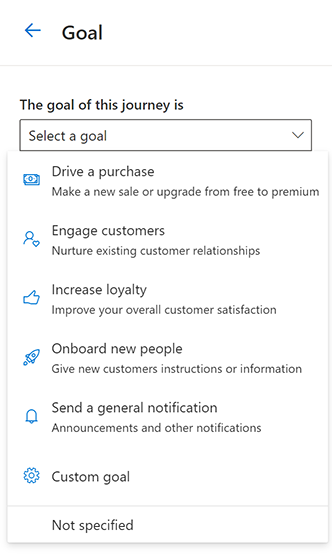 Goal
The goal of this journey is
Select a goal
Drive a purchase
Make a new sale or upgrade from free to premium
Engage customers
Nurture existing customer relationships
Increase loyalty
Improve your overall customer satisfaction
Onboard new people
Give new customers instructions or information
Send a general notification
Announcements and other notifications
Custom goal
Not specified